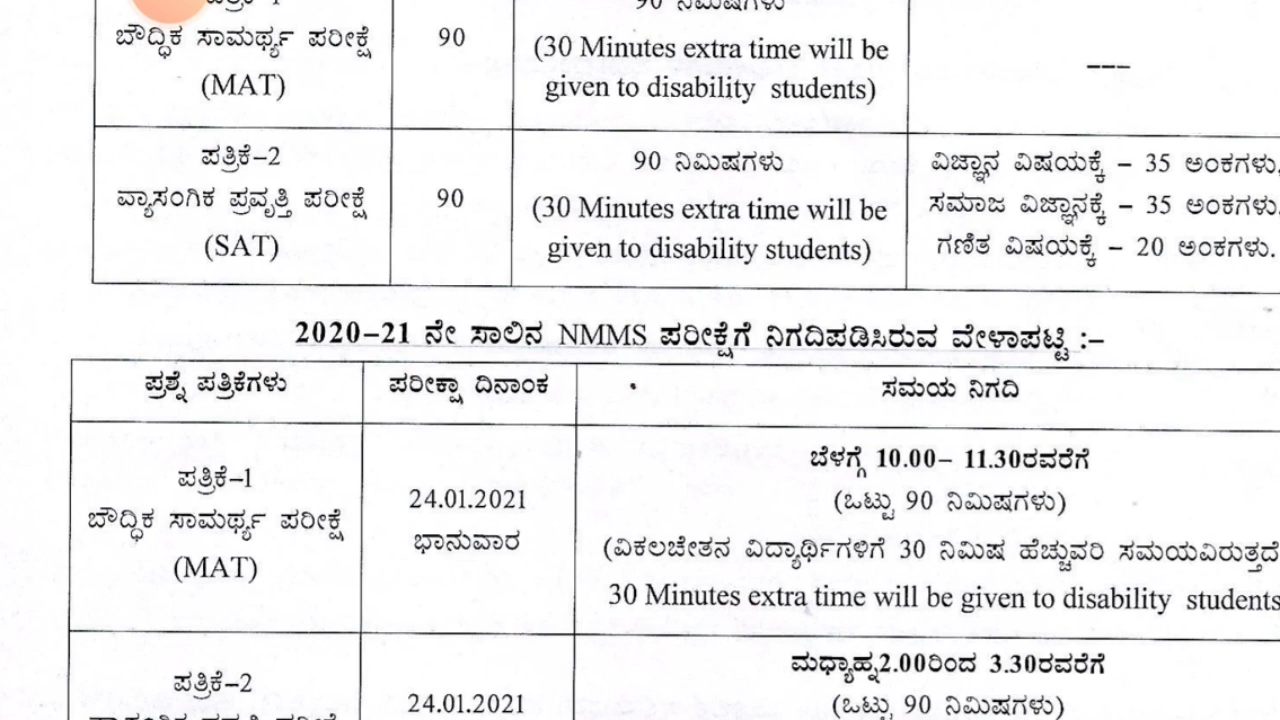 ಪತ್ರಿಕೆ-1
ಬೌದ್ಧಿಕ ಸಾಮರ್ಥ್ಯ ಪರೀಕ್ಷೆ
(MAT)
90
90 ನಿಮಿಷಗಳು
(30 Minutes extra time will be
given to disability students)
---
ಪತ್ರಿಕೆ-2
ವ್ಯಾಸಂಗಿಕ ಪ್ರವೃತ್ತಿ ಪರೀಕ್ಷೆ
(SAT)
90
90 ನಿಮಿಷಗಳು
(30 Minutes extra time will be
given to disability students)
ವಿಜ್ಞಾನ ವಿಷಯಕ್ಕೆ – 35 ಅಂಕಗಳು,
ಸಮಾಜ ವಿಜ್ಞಾನಕ್ಕೆ – 35 ಅಂಕಗಳು,
ಗಣಿತ ವಿಷಯಕ್ಕೆ – 20 ಅಂಕಗಳು.
2020-21 ನೇ ಸಾಲಿನ NMMS ಪರೀಕ್ಷೆಗೆ ನಿಗದಿಪಡಿಸಿರುವ ವೇಳಾಪಟ್ಟಿ :-
ಪ್ರಶ್ನೆ ಪತ್ರಿಕೆಗಳು
ಪರೀಕ್ಷಾ ದಿನಾಂಕ
ಸಮಯ ನಿಗದಿ
ಪತ್ರಿಕೆ-1
ಬೌದ್ಧಿಕ ಸಾಮರ್ಥ್ಯ ಪರೀಕ್ಷೆ
(MAT)
24.01.2021
ಭಾನುವಾರ
ಬೆಳಗ್ಗೆ 10.00- 11.30ರವರೆಗೆ
(ಒಟ್ಟು 90 ನಿಮಿಷಗಳು)
(ವಿಕಲಚೇತನ ವಿದ್ಯಾರ್ಥಿಗಳಿಗೆ 30 ನಿಮಿಷ ಹೆಚ್ಚುವರಿ ಸಮಯವಿರುತ್ತದೆ
30 Minutes extra time will be given to disability students
ಪತ್ರಿಕೆ-2
24.01.2021
ಮಧ್ಯಾಹ್ನ2.00ರಿಂದ 3.30ರವರೆಗೆ
(ಒಟ್ಟು 90 ನಿಮಿಷಗಳು)